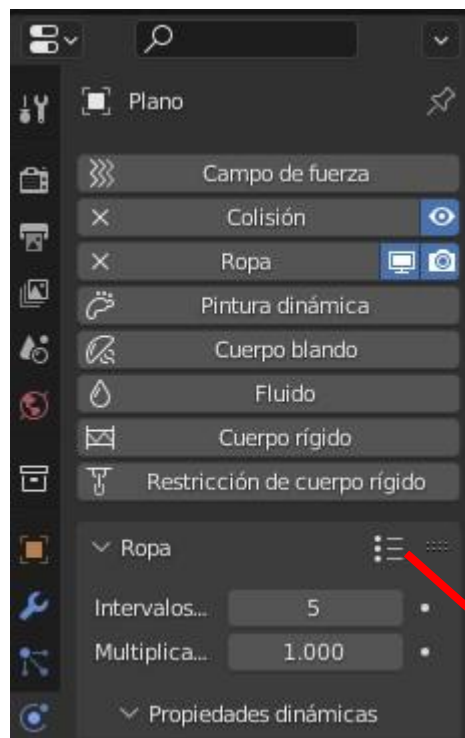 Plano
Campo de fuerza
Colisión
Ropa
Pintura dinámica
Cuerpo blando
Fluido
Cuerpo rígido
Restricción de cuerpo rígido
Ropa
Intervalos... 5
Multiplica... 1.000
Propiedades dinámicas